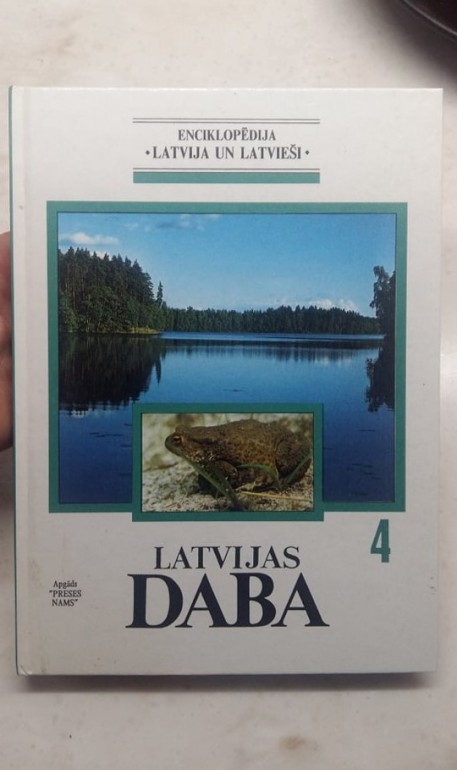 ENCIKLOPĒDIJA
• LATVIJA UN LATVIEŠI •
4
LATVIJAS
DABA
Apgāds
"PRESES
NAMS"